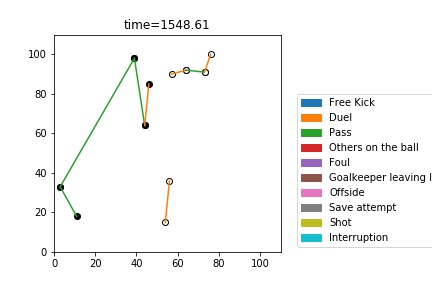 time=1548.61
100
80
60
40
20
0
0 20 40 60 80 100
Free Kick
Duel
Pass
Others on the ball
Foul
Goalkeeper leaving l
Offside
Save attempt
Shot
Interruption